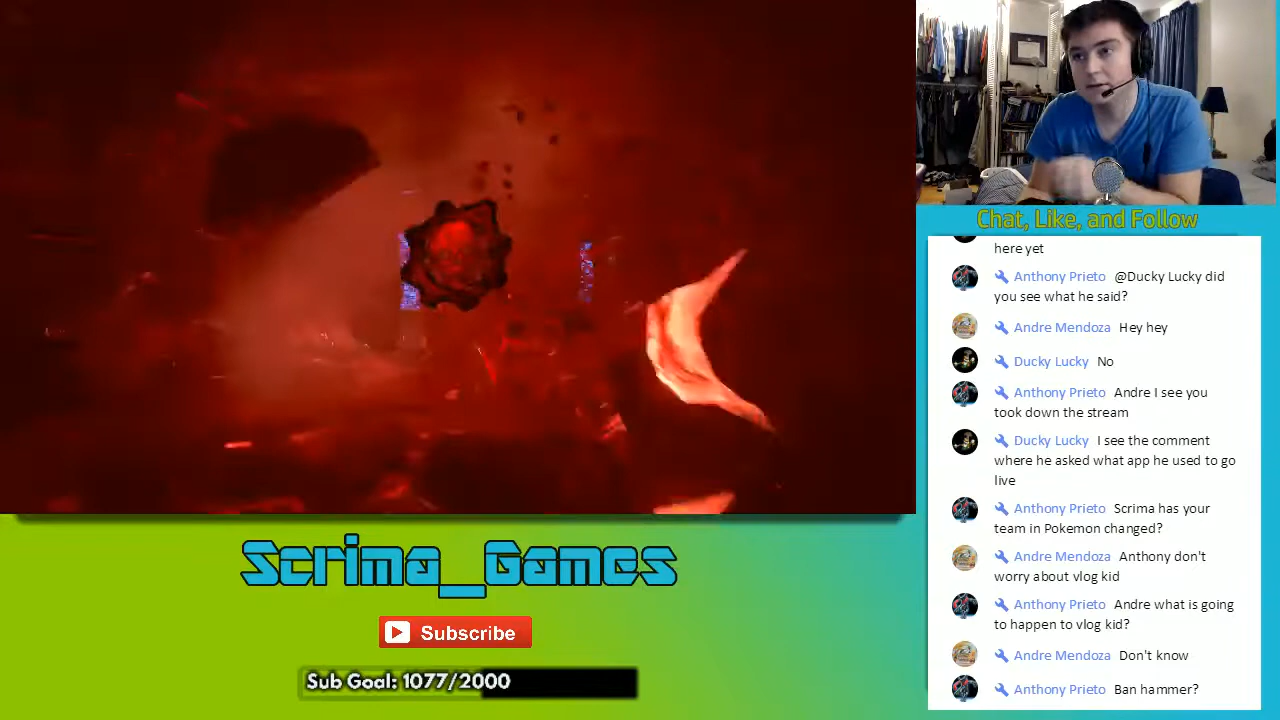 Chat, Like, and Follow
here yet
Anthony Prieto @Ducky Lucky did
you see what he said?
Andre Mendoza Hey hey
Ducky Lucky No
Anthony Prieto Andre I see you
took down the stream
Ducky Lucky I see the comment
where he asked what app he used to go
live
Anthony Prieto Scrima has your
team in Pokemon changed?
Andre Mendoza Anthony don't
worry about vlog kid
Anthony Prieto Andre what is going
to happen to vlog kid?
Andre Mendoza Don't know
Anthony Prieto Ban hammer?
Scrima_Games
Subscribe
Sub Goal: 1077/2000